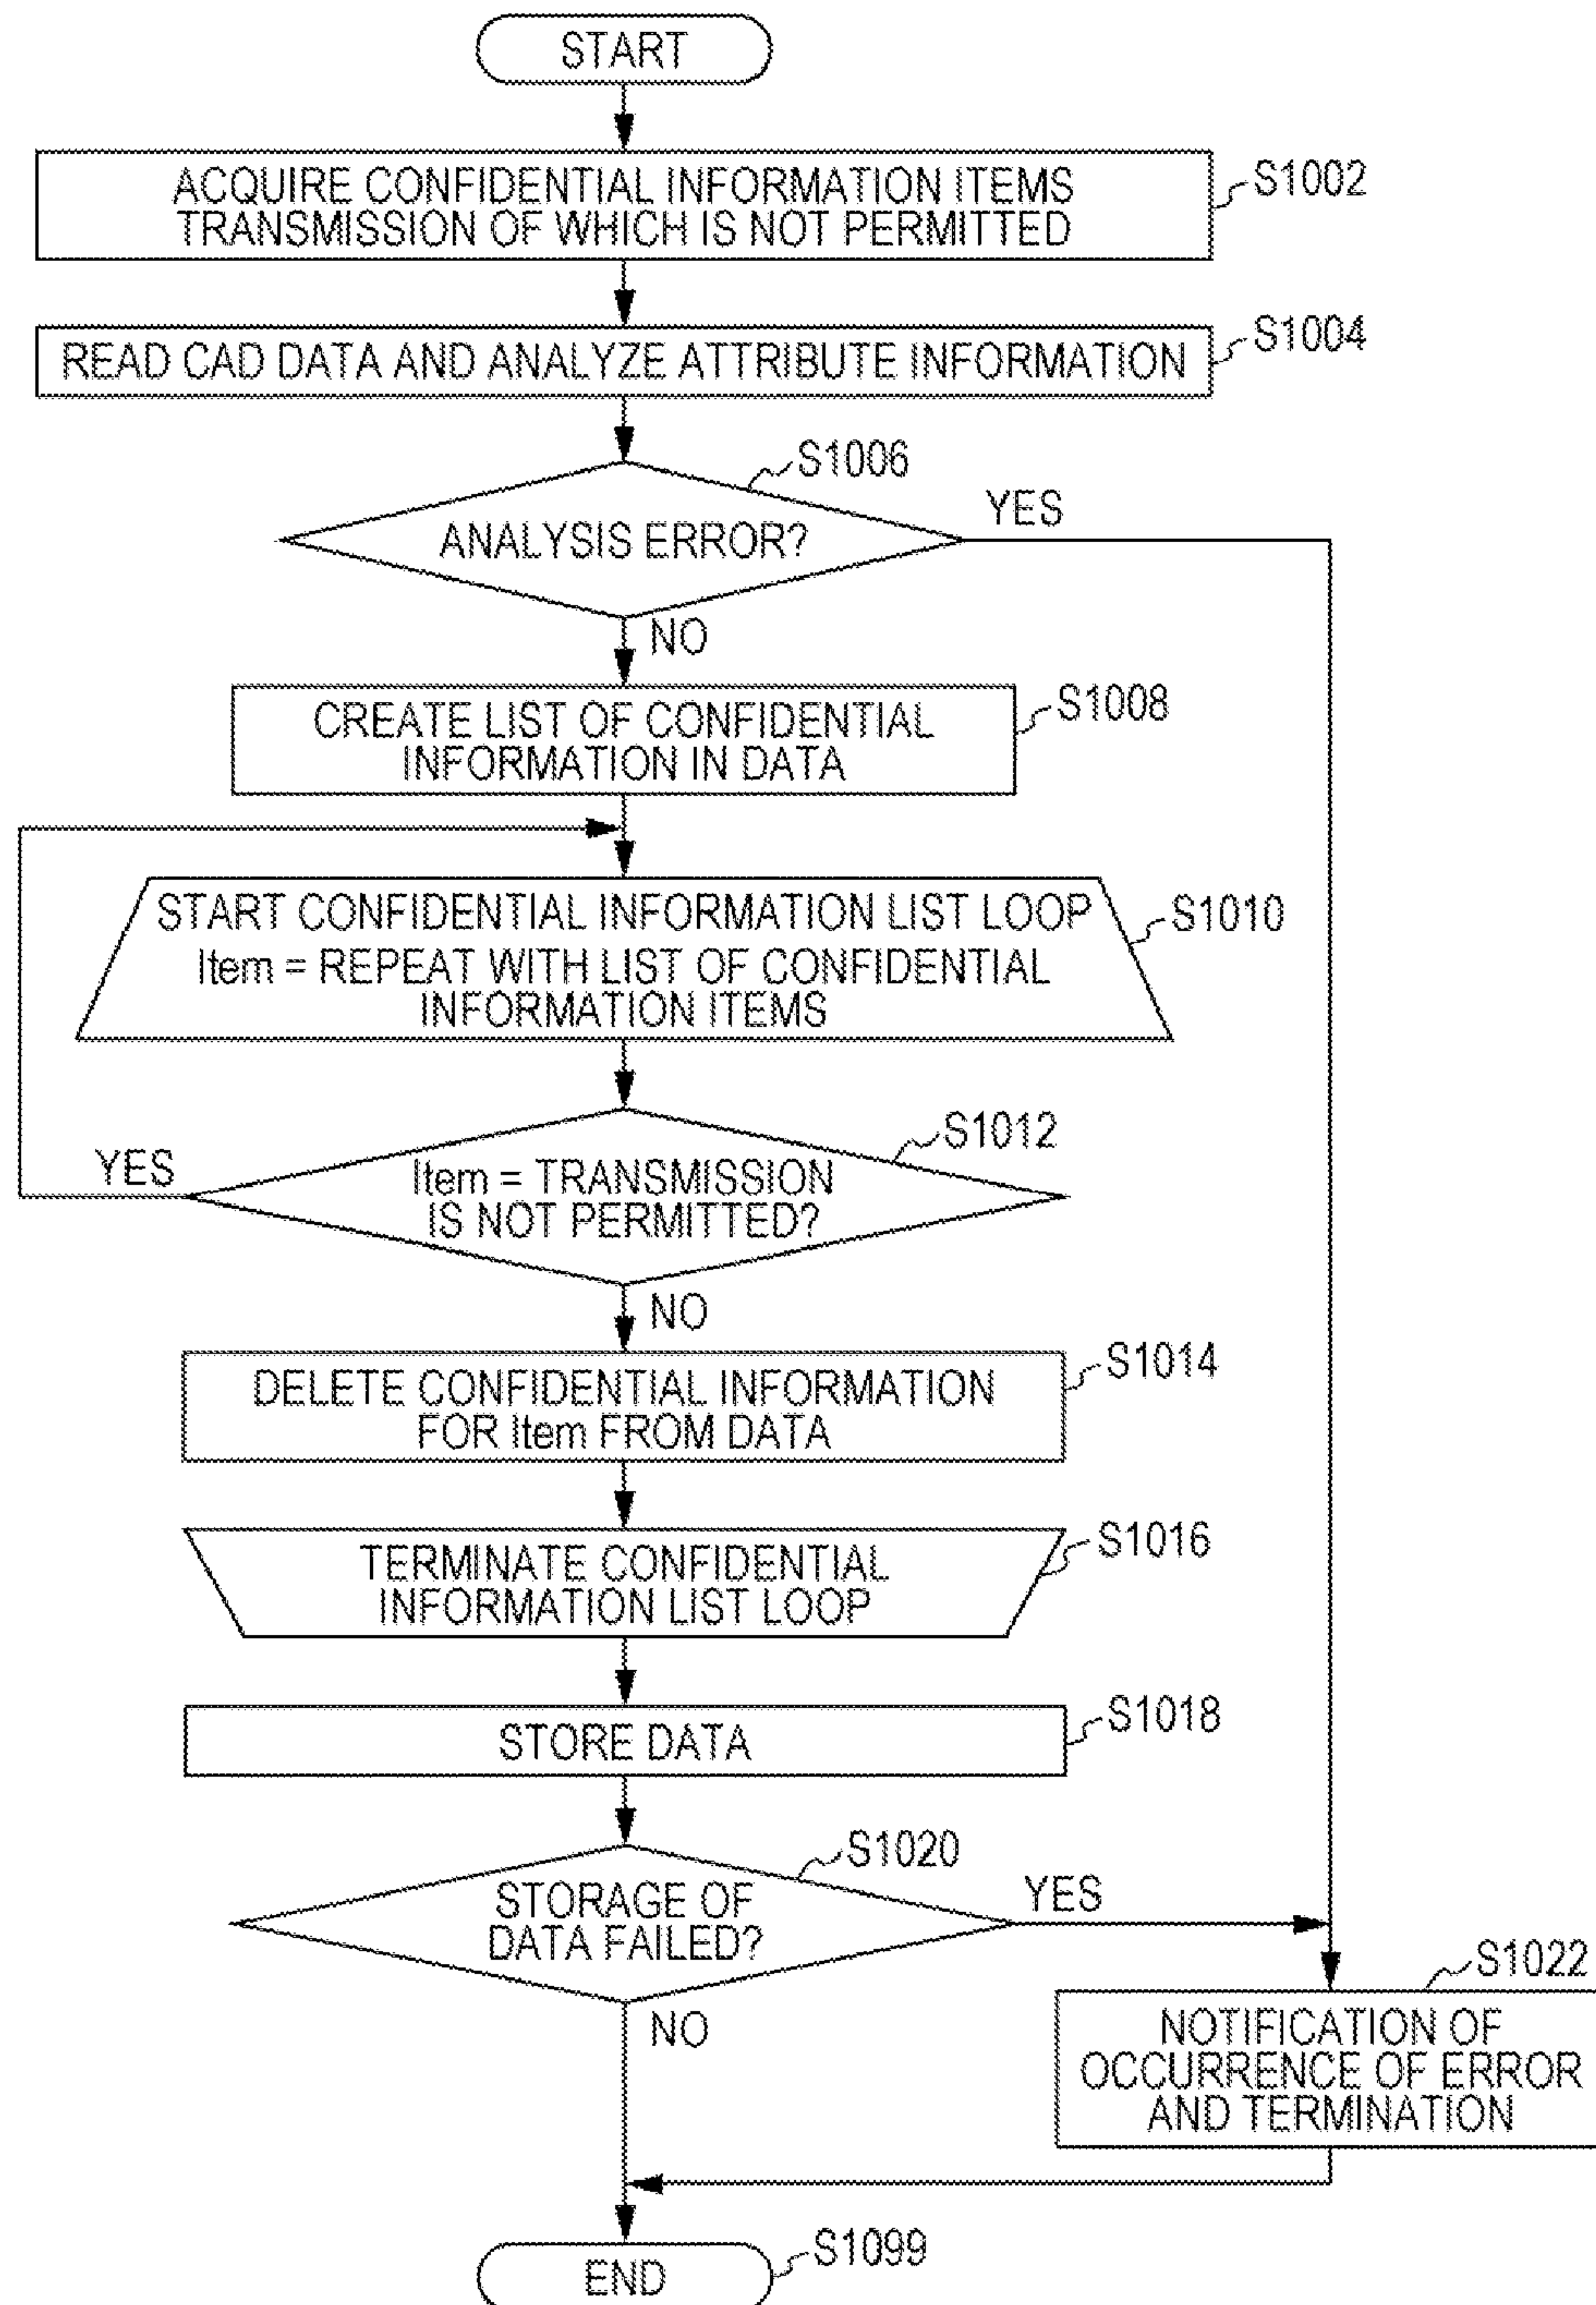 START
ACQUIRE CONFIDENTIAL INFORMATION ITEMS
TRANSMISSION OF WHICH IS NOT PERMITTED
S1002
READ CAD DATA AND ANALYZE ATTRIBUTE INFORMATION
S1004
S1006
ANALYSIS ERROR?
YES
NO
CREATE LIST OF CONFIDENTIAL
INFORMATION IN DATA
S1008
START CONFIDENTIAL INFORMATION LIST LOOP
Item = REPEAT WITH LIST OF CONFIDENTIAL
INFORMATION ITEMS
S1010
S1012
YES
Item = TRANSMISSION
IS NOT PERMITTED?
NO
DELETE CONFIDENTIAL INFORMATION
FOR Item FROM DATA
S1014
TERMINATE CONFIDENTIAL
INFORMATION LIST LOOP
S1016
STORE DATA
S1018
S1020
STORAGE OF
DATA FAILED?
YES
NO
S1022
NOTIFICATION OF
OCCURRENCE OF ERROR
AND TERMINATION
END
S1099